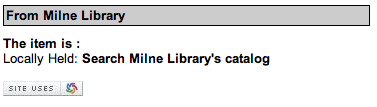 From Milne Library
The item is :
Locally Held: Search Milne Library's catalog
SITE USES